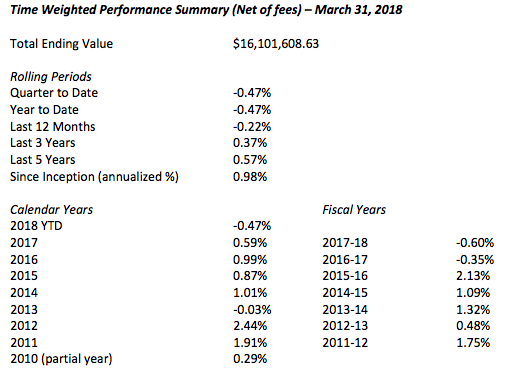 Time Weighted Performance Summary (Net of fees) – March 31, 2018
Total Ending Value $16,101,608.63
Rolling Periods
Quarter to Date -0.47%
Year to Date -0.47%
Last 12 Months -0.22%
Last 3 Years 0.37%
Last 5 Years 0.57%
Since Inception (annualized %) 0.98%
Calendar Years Fiscal Years
2018 YTD -0.47%
2017 0.59% 2017-18 -0.60%
2016 0.99% 2016-17 -0.35%
2015 0.87% 2015-16 2.13%
2014 1.01% 2014-15 1.09%
2013 -0.03% 2013-14 1.32%
2012 2.44% 2012-13 0.48%
2011 1.91% 2011-12 1.75%
2010 (partial year) 0.29%